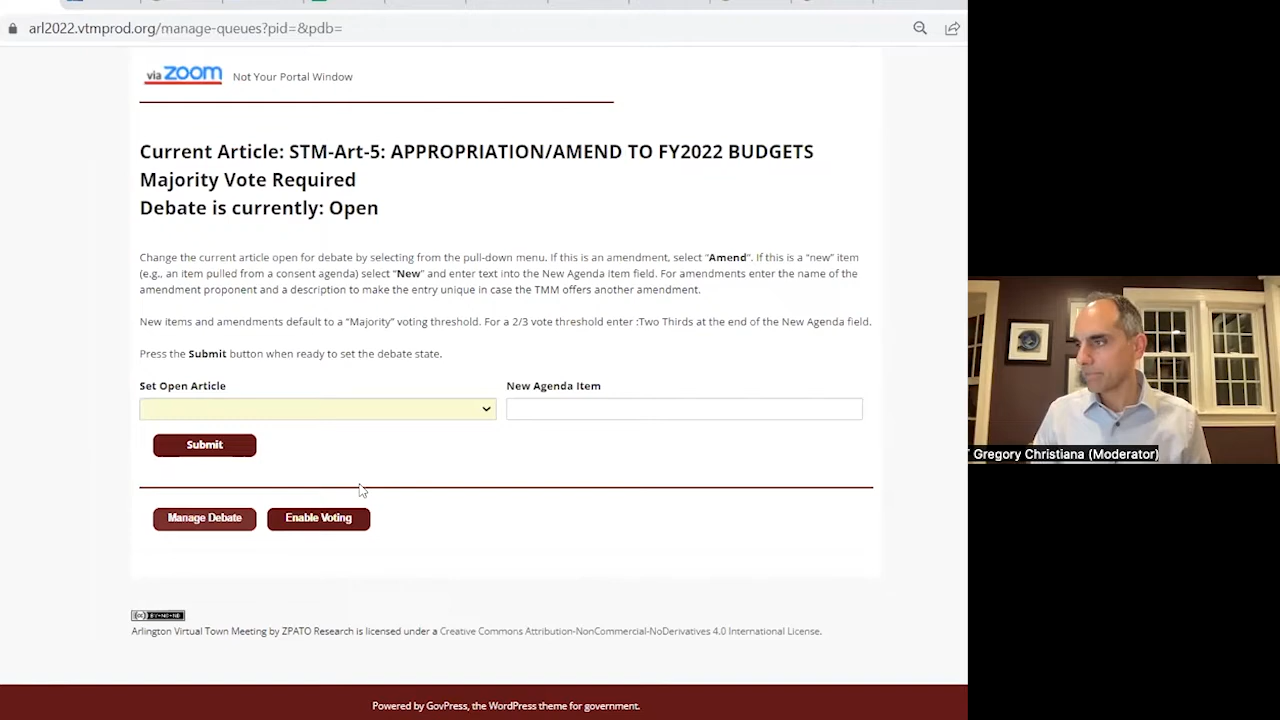 arl2022.vtmprod.org/manage-queues?pid=&pdb=
via zoom Not Your Portal Window
Current Article: STM-Art-5: APPROPRIATION/AMEND TO FY2022 BUDGETS
Majority Vote Required
Debate is currently: Open
Change the current article open for debate by selecting from the pull-down menu. If this is an amendment, select "Amend". If this is a "new" item
(e.g., an item pulled from a consent agenda) select "New" and enter text into the New Agenda Item field. For amendments enter the name of the
amendment proponent and a description to make the entry unique in case the TMM offers another amendment.
New items and amendments default to a "Majority" voting threshold. For a 2/3 vote threshold enter :Two Thirds at the end of the New Agenda field.
Press the Submit button when ready to set the debate state.
Set Open Article New Agenda Item
Submit
Manage Debate Enable Voting
Gregory Christiana (Moderator)
Arlington Virtual Town Meeting by ZPATO Research is licensed under a Creative Commons Attribution-NonCommercial-NoDerivatives 4.0 International License.
Powered by GovPress, the WordPress theme for government.